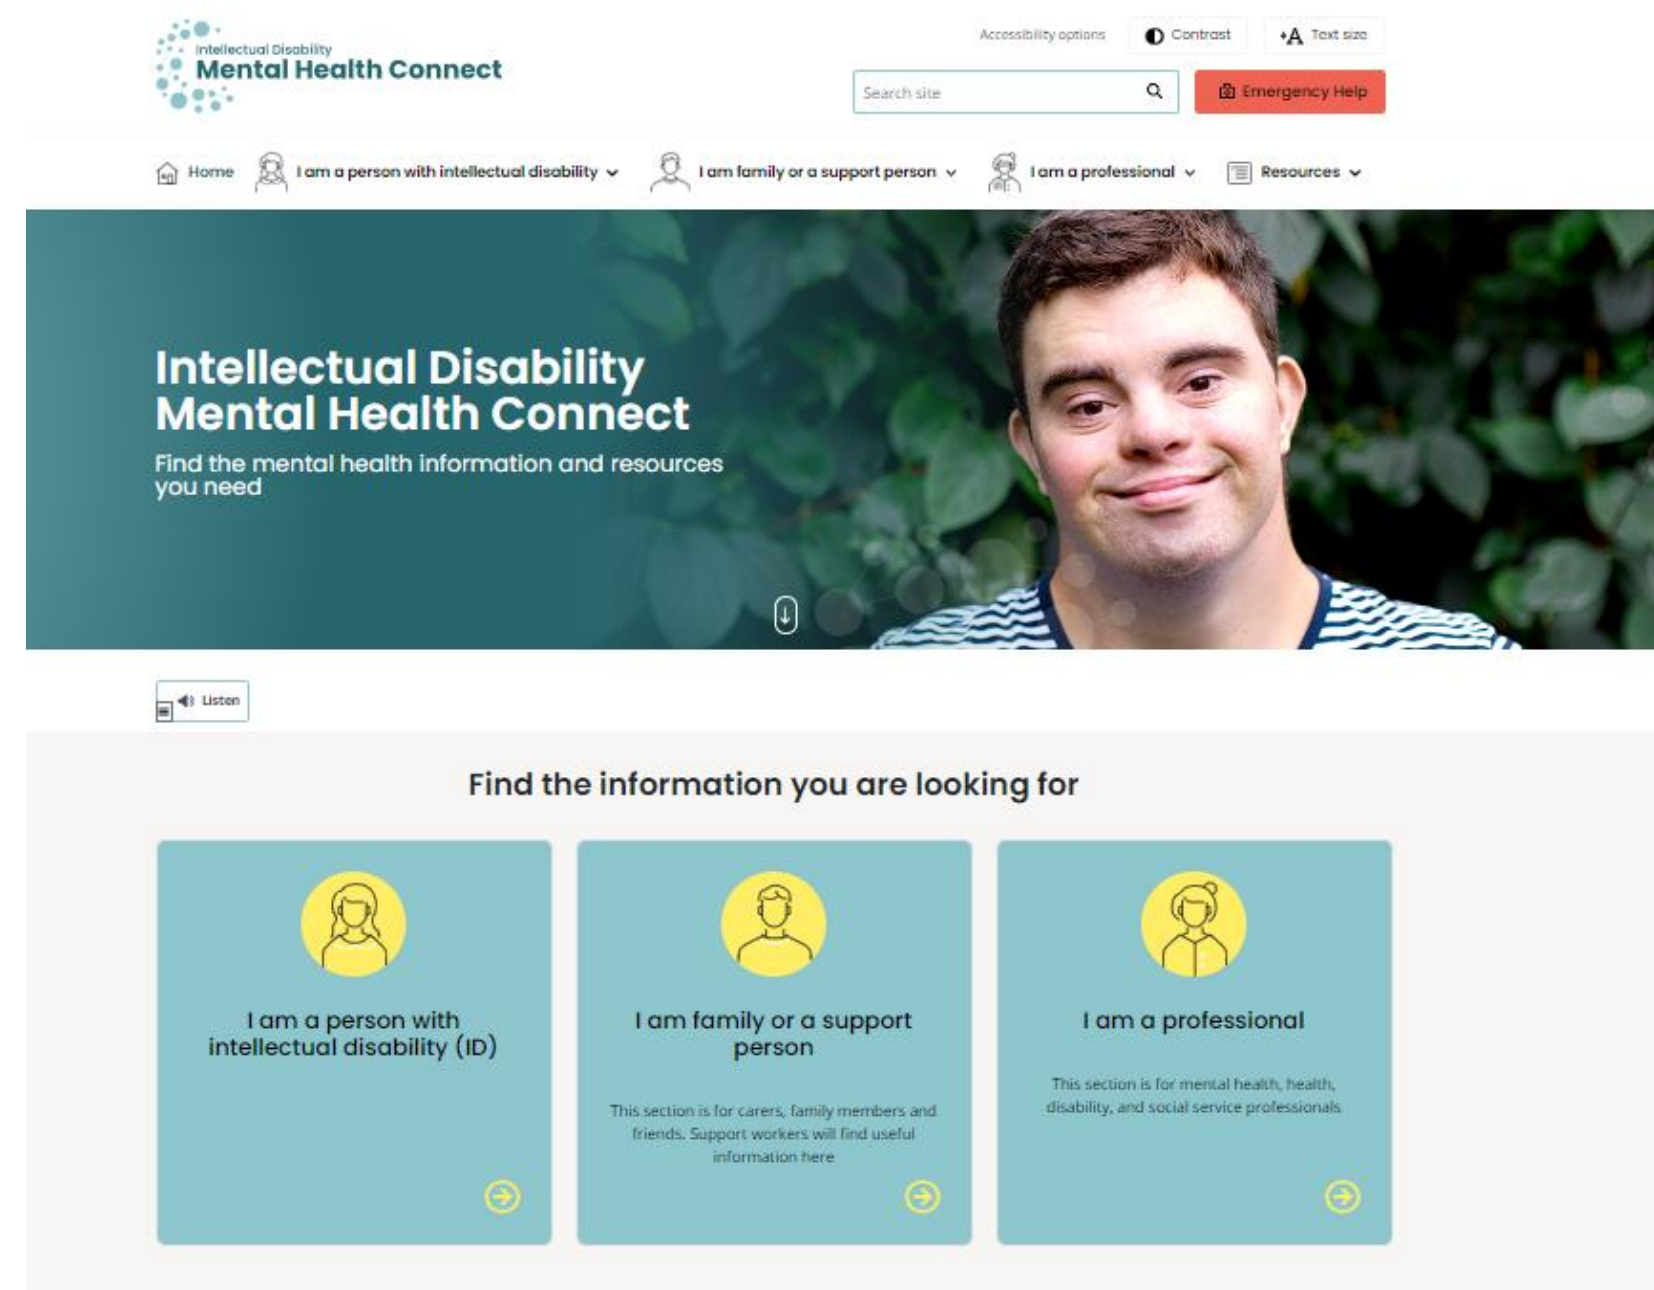 Intellectual Disability
Mental Health Connect
Accessibility options
Contrast
+A Text size
Search site
Emergency Help
Home
I am a person with intellectual disability
I am family or a support person
I am a professional
Resources
Intellectual Disability
Mental Health Connect
Find the mental health information and resources
you need
Listen
Find the information you are looking for
I am a person with
intellectual disability (ID)
I am family or a support
person
This section is for carers, family members and
friends. Support workers will find useful
information here
I am a professional
This section is for mental health, health,
disability, and social service professionals